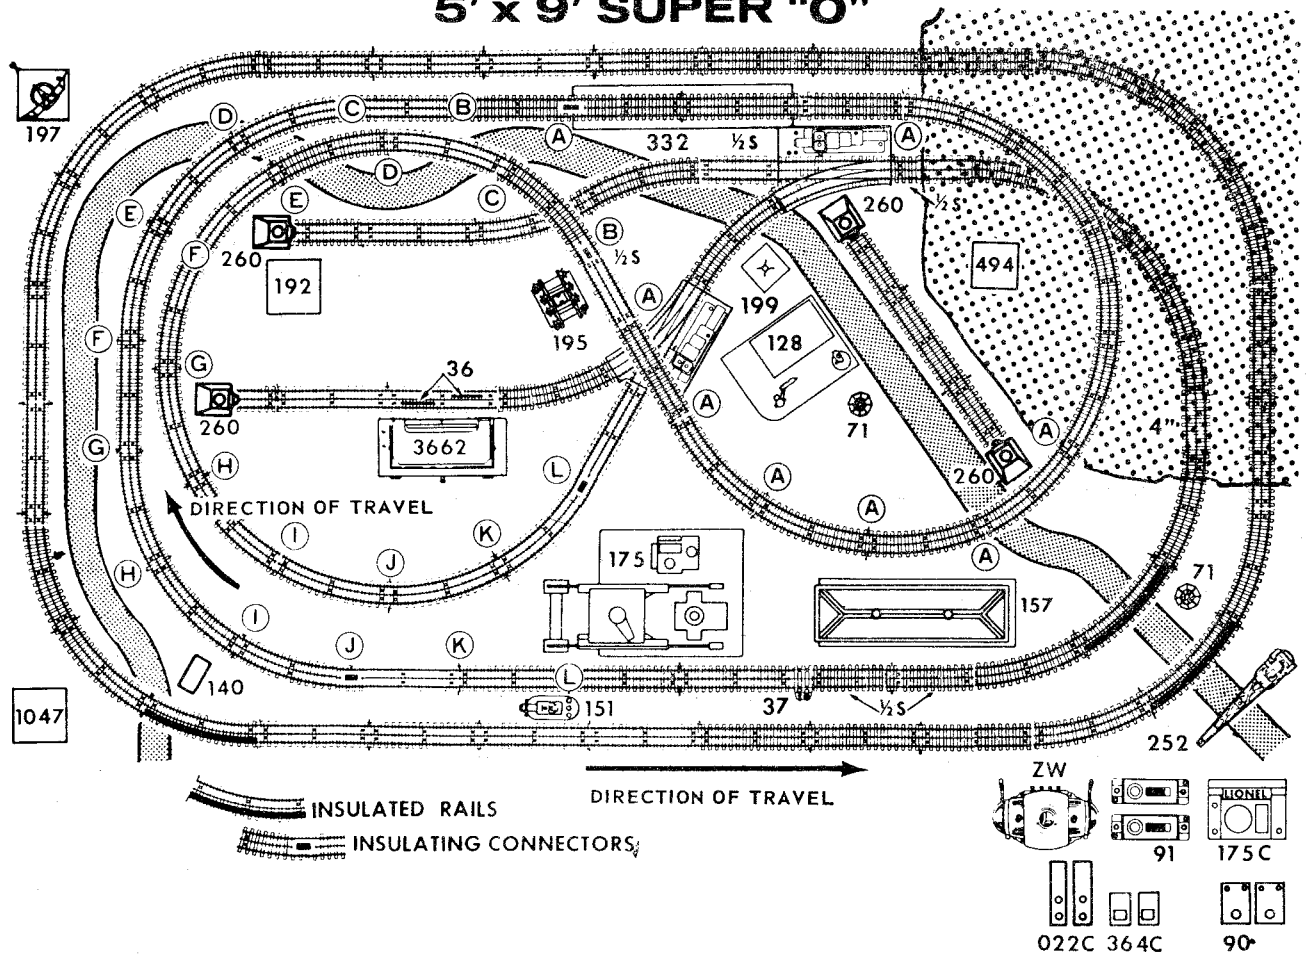 5' x 9' SUPER "O"
197
D
C
B
A
332
½S
A
D
C
E
E
260
½S
B
½S
F
260
192
494
199
A
195
128
F
G
36
260
A
71
A
4"
3662
G
H
L
260
A
A
DIRECTION OF TRAVEL
I
K
J
175
A
H
71
157
I
J
K
L
140
1047
151
37
½S
252
DIRECTION OF TRAVEL
ZW
INSULATED RAILS
INSULATING CONNECTORS
LIONEL
91
175C
022C
364C
90